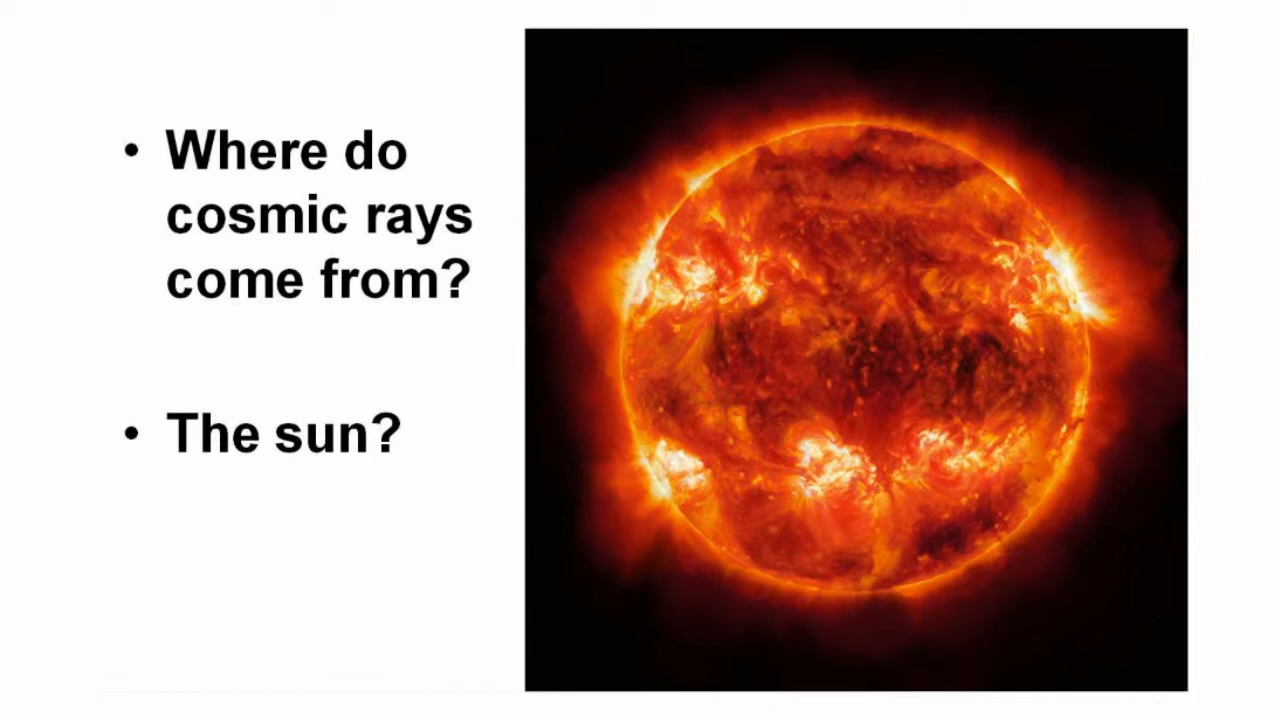 • Where do
cosmic rays
come from?
• The sun?